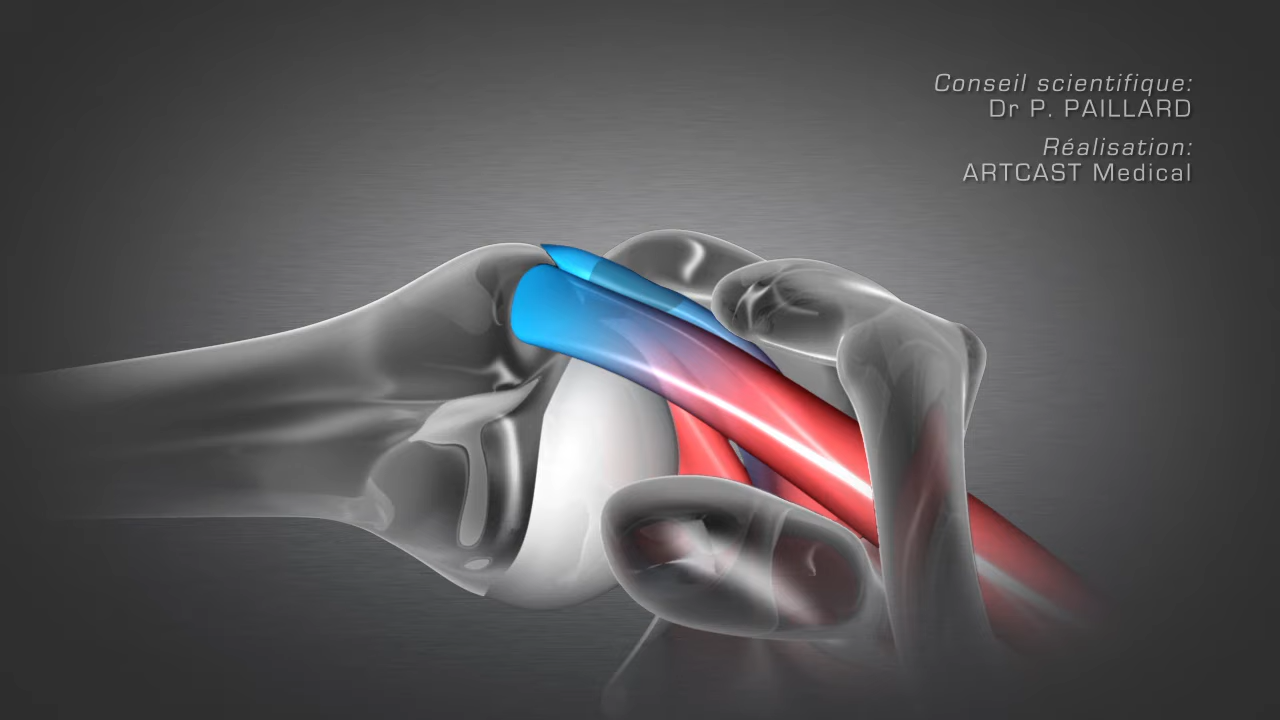 Conseil scientifique:
Dr P. PAILLARD
Réalisation:
ARTCAST Medical